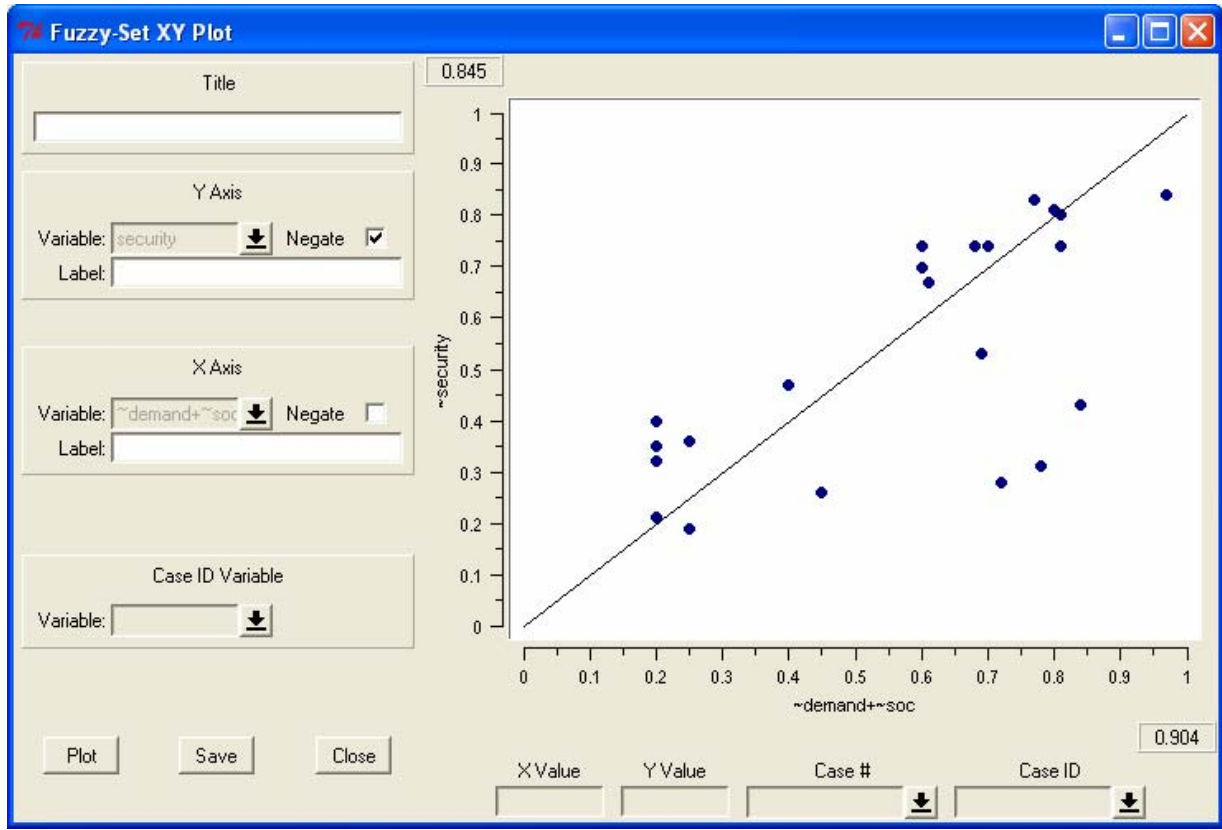 Fuzzy-Set XY Plot
Title
Y Axis
Variable: security Negate
Label:
X Axis
Variable: ~demand+~soc Negate
Label:
Case ID Variable
Variable:
Plot Save Close
0.845
1
0.9
0.8
0.7
0.6
0.5
0.4
0.3
0.2
0.1
0
~security
0 0.1 0.2 0.3 0.4 0.5 0.6 0.7 0.8 0.9 1
~demand+~soc
0.904
X Value Y Value Case # Case ID